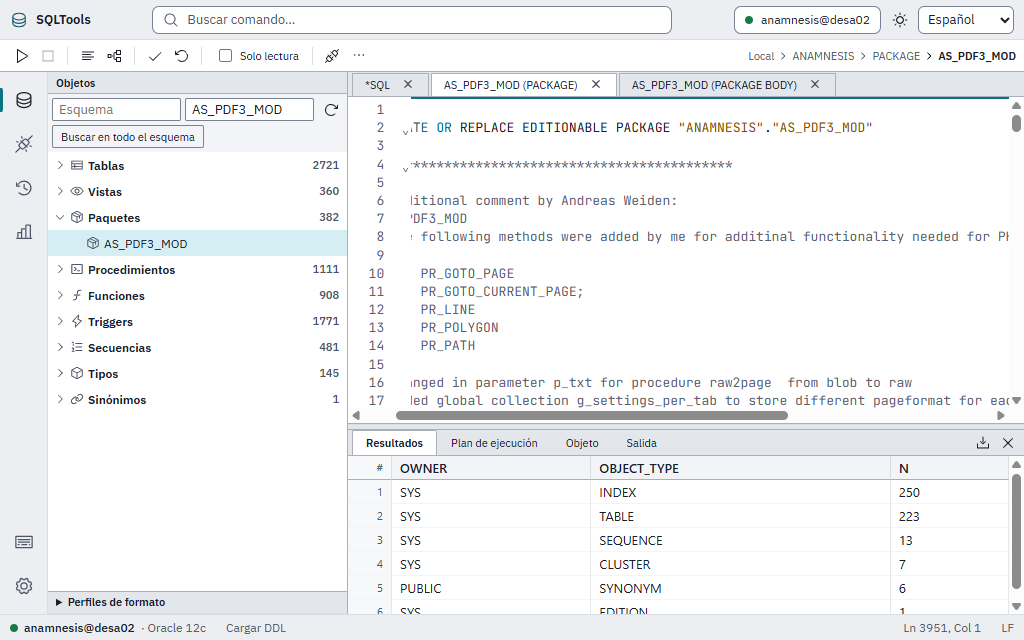 SQLTools
Buscar comando...
anamnesis@desa02
Español
Solo lectura
Local > ANAMNESIS > PACKAGE > AS_PDF3_MOD
Objetos
Esquema
AS_PDF3_MOD
Buscar en todo el esquema
Tablas 2721
Vistas 360
Paquetes 382
AS_PDF3_MOD
Procedimientos 1111
Funciones 908
Triggers 1771
Secuencias 481
Tipos 145
Sinónimos 1
Perfiles de formato
*SQL
AS_PDF3_MOD (PACKAGE)
AS_PDF3_MOD (PACKAGE BODY)
1
2 TE OR REPLACE EDITIONABLE PACKAGE "ANAMNESIS"."AS_PDF3_MOD"
3
4 *****************************************
5
6 litional comment by Andreas Weiden:
7 PDF3_MOD
8 following methods were added by me for additinal functionality needed for
9
10 PR_GOTO_PAGE
11 PR_GOTO_CURRENT_PAGE;
12 PR_LINE
13 PR_POLYGON
14 PR_PATH
15
16 anged in parameter p_txt for procedure raw2page from blob to raw
17 led global collection g_settings_per_tab to store different pageformat for eac
Resultados Plan de ejecución Objeto Salida
# OWNER OBJECT_TYPE N
1 SYS INDEX 250
2 SYS TABLE 223
3 SYS SEQUENCE 13
4 SYS CLUSTER 7
5 PUBLIC SYNONYM 6
6 SYS EDITION 1
anamnesis@desa02 · Oracle 12c Cargar DDL
Ln 3951, Col 1 LF